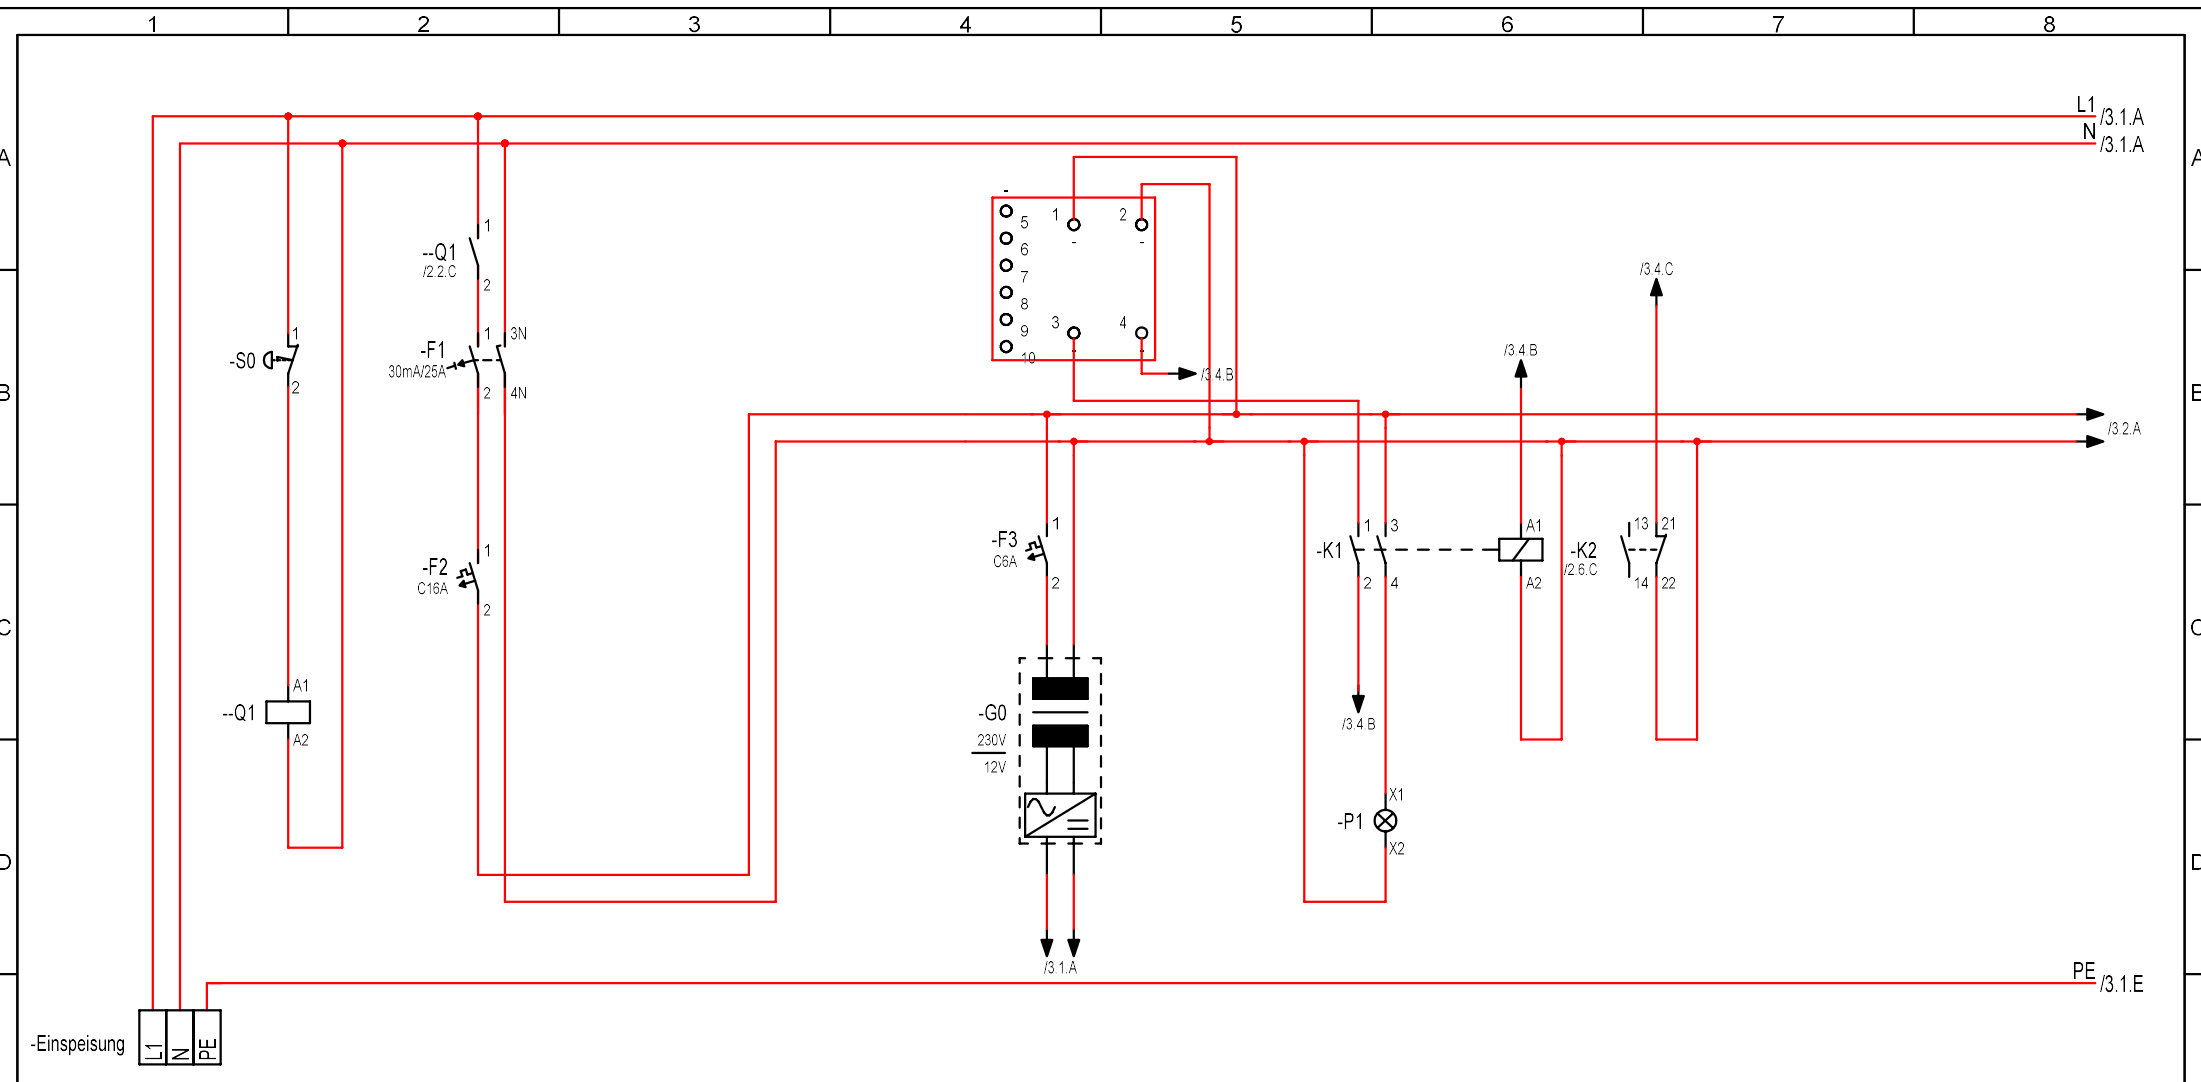 1 2 3 4 5 6 7 8
L1 /3.1.A
N /3.1.A
A A
-
5 1 2
6 - -
7
8
9 3 4
10 - -
/3.4.B
1
--Q1
/2.2.C
2
1
-S0
2
1 3N
-F1
30mA/25A
2 4N
/3.4.C
/3.4.B
B B
/3.2.A
1
-F2
C16A
2
1
-F3
C6A
2
1 3
-K1
2 4
/3.4.B
A1
A2
13 21
-K2
/2.6.C
14 22
C C
A1
--Q1
A2
-G0
230V
12V
X1
-P1
X2
D D
/3.1.A
PE /3.1.E
-Einspeisung L1 N PE